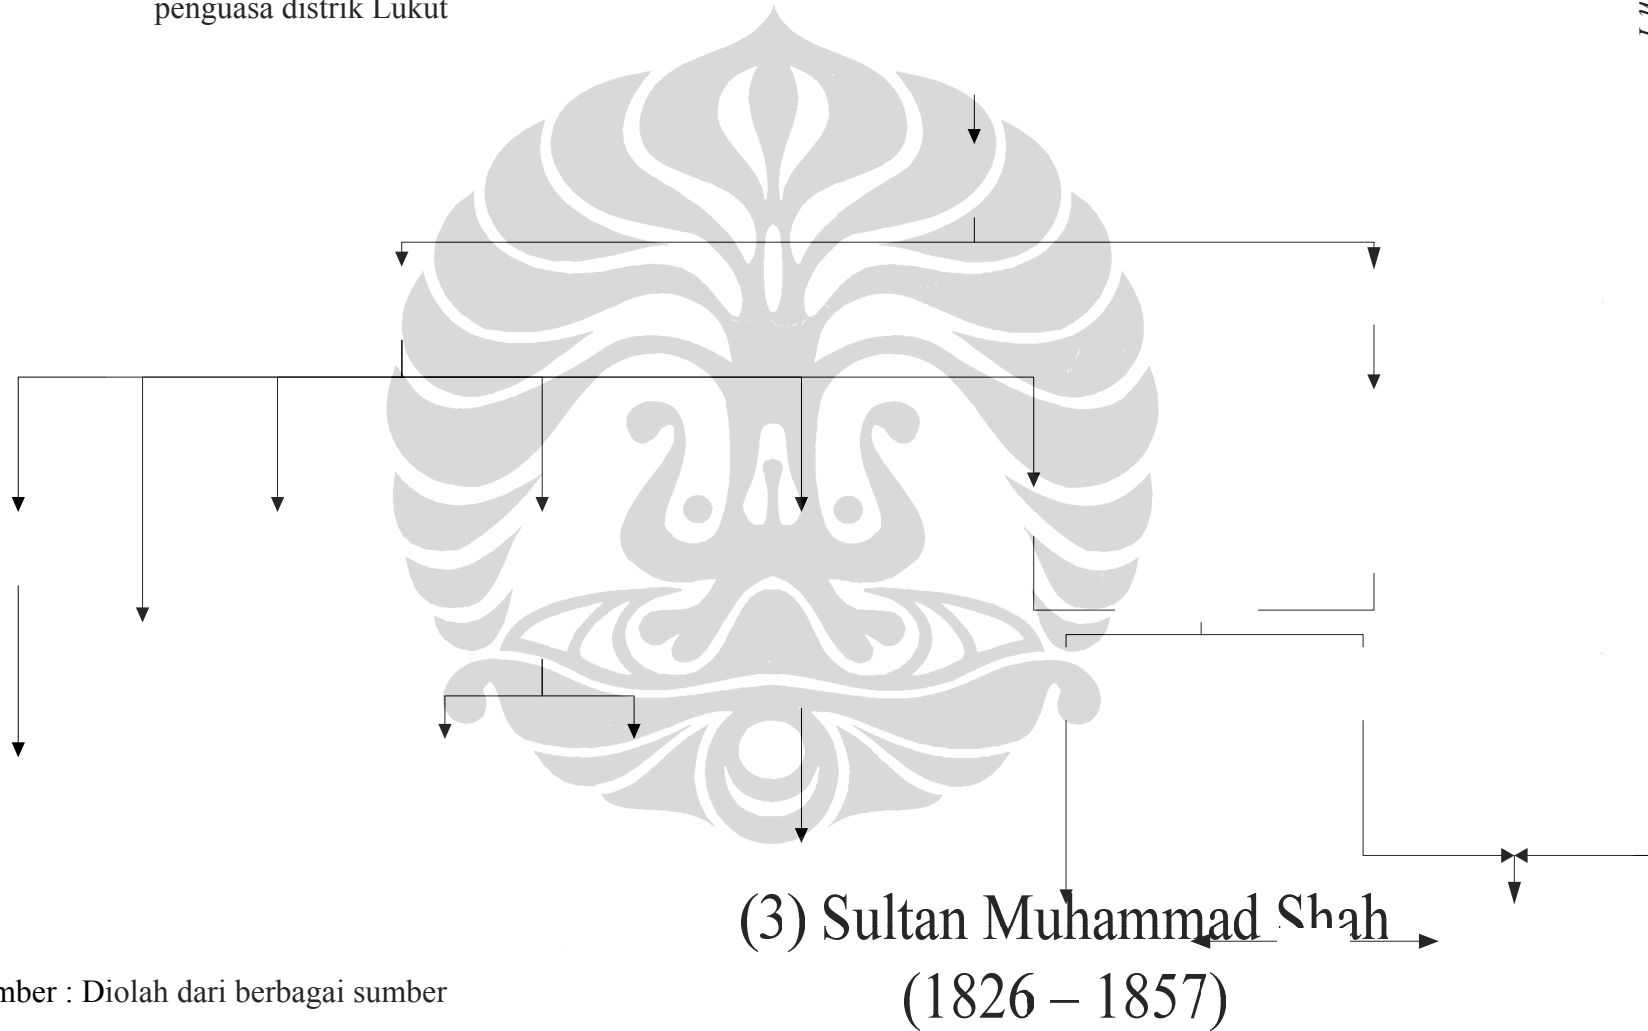 penguasa distrik Lukut
(3) Sultan Muhammad Shah
(1826 – 1857)
mber : Diolah dari berbagai sumber